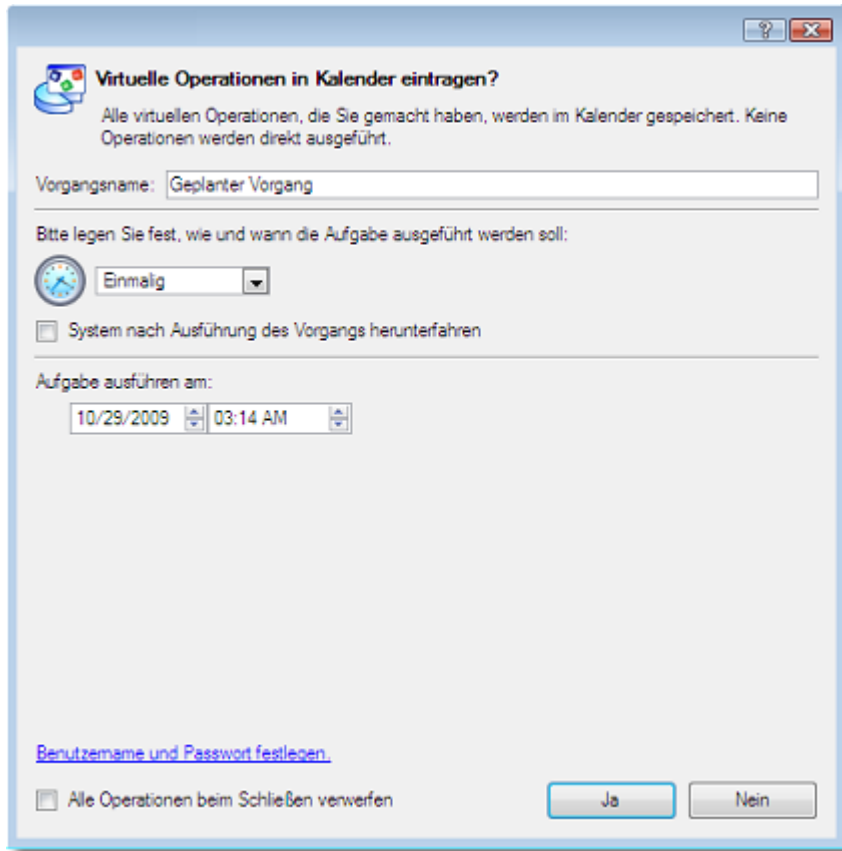 Virtuelle Operationen in Kalender eintragen?
Alle virtuellen Operationen, die Sie gemacht haben, werden im Kalender gespeichert. Keine
Operationen werden direkt ausgeführt.
Vorgangsname: Geplanter Vorgang
Bitte legen Sie fest, wie und wann die Aufgabe ausgeführt werden soll:
Einmalig
System nach Ausführung des Vorgangs herunterfahren
Aufgabe ausführen am:
10/29/2009 03:14 AM
Benutzername und Passwort festlegen.
Alle Operationen beim Schließen verwerfen
Ja Nein